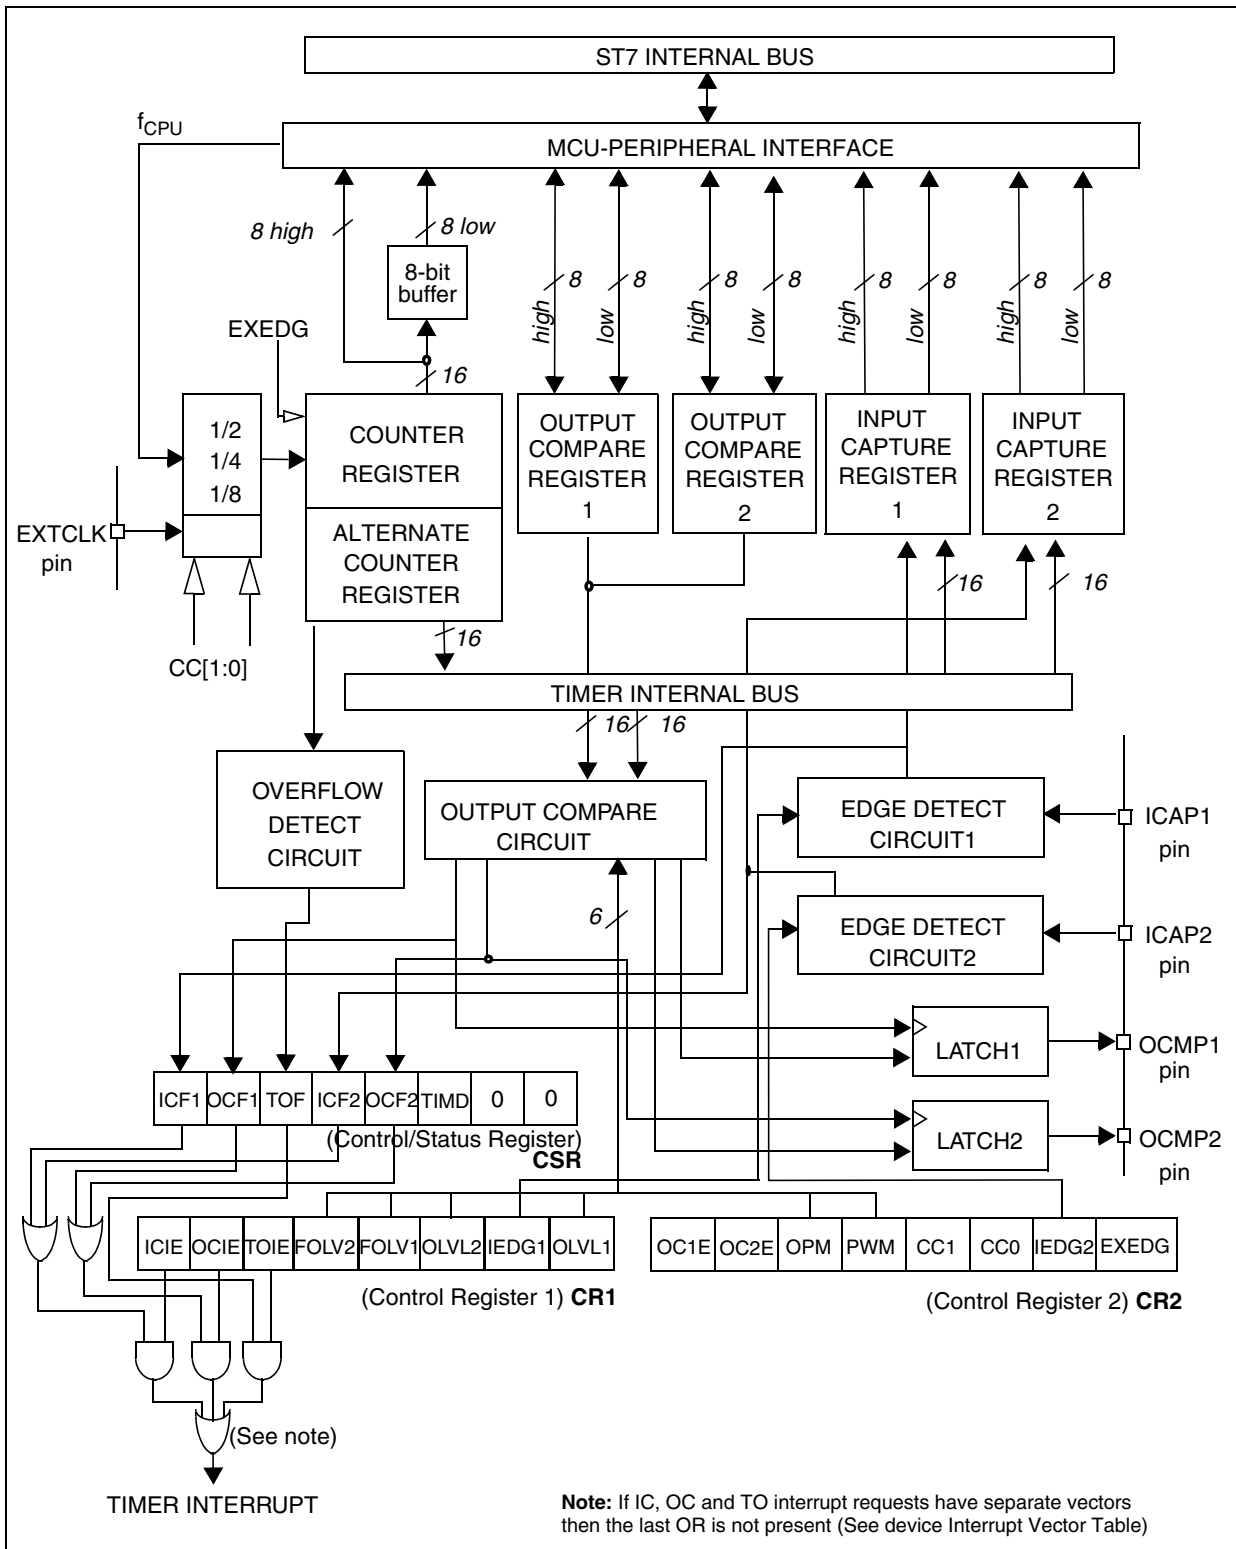 ST7 INTERNAL BUS
fCPU
MCU-PERIPHERAL INTERFACE
8 high
8 low
8-bit
buffer
8
8
8
8
8
8
8
8
high
low
high
low
high
low
high
low
EXEDG
16
1/2
1/4
1/8
COUNTER
REGISTER
ALTERNATE
COUNTER
REGISTER
OUTPUT
COMPARE
REGISTER
1
OUTPUT
COMPARE
REGISTER
2
INPUT
CAPTURE
REGISTER
1
INPUT
CAPTURE
REGISTER
2
EXTCLK
pin
16
16
16
CC[1:0]
TIMER INTERNAL BUS
16
16
OVERFLOW
DETECT
CIRCUIT
OUTPUT COMPARE
CIRCUIT
EDGE DETECT
CIRCUIT1
ICAP1
pin
6
EDGE DETECT
CIRCUIT2
ICAP2
pin
LATCH1
OCMP1
pin
LATCH2
OCMP2
pin
ICF1 OCF1 TOF ICF2 OCF2 TIMD 0 0
(Control/Status Register)
CSR
ICIE OCIE TOIE FOLV2 FOLV1 OLVL2 IEDG1 OLVL1
OC1E OC2E OPM PWM CC1 CC0 IEDG2 EXEDG
(Control Register 1) CR1
(Control Register 2) CR2
(See note)
TIMER INTERRUPT
Note: If IC, OC and TO interrupt requests have separate vectors
then the last OR is not present (See device Interrupt Vector Table)